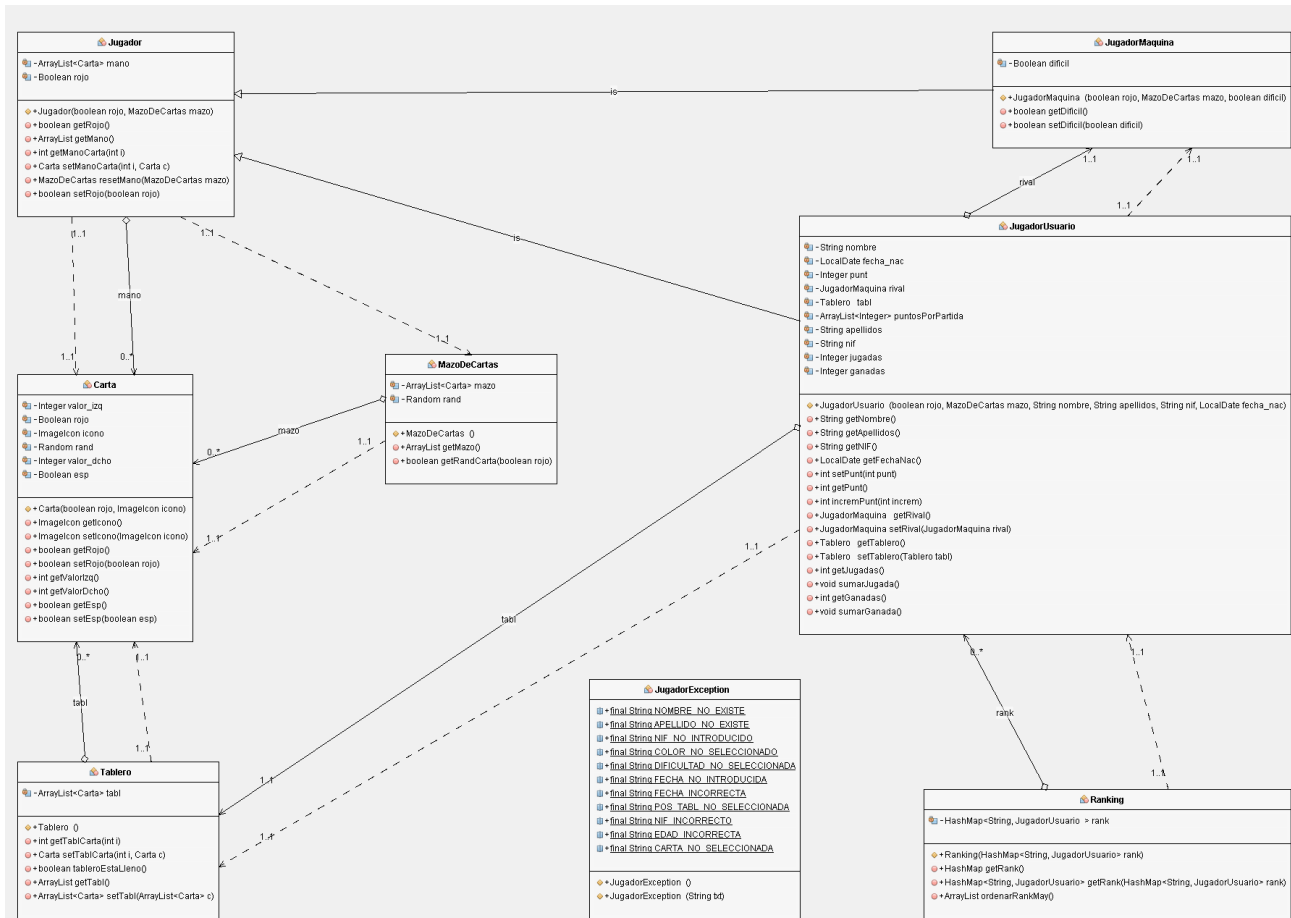 Jugador
-ArrayList<Carta> mano
-Boolean rojo
+Jugador(boolean rojo, MazoDeCartas mazo)
+boolean getRojo()
+ArrayList getMano()
+int getManoCarta(int i)
+Carta setManoCarta(int i, Carta c)
+MazoDeCartas resetMano(MazoDeCartas mazo)
+boolean setRojo(boolean rojo)
is
JugadorMaquina
-Boolean dificil
+JugadorMaquina (boolean rojo, MazoDeCartas mazo, boolean dificil)
+boolean getDificil()
+boolean setDificil(boolean dificil)
1..1
1..1
rival
1..1
is
JugadorUsuario
-String nombre
-LocalDate fecha_nac
-Integer punt
-JugadorMaquina rival
-Tablero tabl
-ArrayList<Integer> puntosPorPartida
-String apellidos
-String nif
-Integer jugadas
-Integer ganadas
+JugadorUsuario (boolean rojo, MazoDeCartas mazo, String nombre, String apellidos, String nif, LocalDate fecha_nac)
+String getNombre()
+String getApellidos()
+String getNIF()
+LocalDate getFechaNac()
+int setPunt(int punt)
+int getPunt()
+int incremPunt(int increm)
+JugadorMaquina getRival()
+JugadorMaquina setRival(JugadorMaquina rival)
+Tablero getTablero()
+Tablero setTablero(Tablero tabl)
+int getJugadas()
+void sumarJugada()
+int getGanadas()
+void sumarGanada()
1..1
1..1
mano
1..1
0..*
1..1
MazoDeCartas
-ArrayList<Carta> mazo
-Random rand
+MazoDeCartas ()
+ArrayList getMazo()
+boolean getRandCarta(boolean rojo)
mazo
0..*
1..1
1..1
Carta
-Integer valor_izq
-Boolean rojo
-ImageIcon icono
-Random rand
-Integer valor_dcho
-Boolean esp
+Carta(boolean rojo, ImageIcon icono)
+ImageIcon getIcono()
+ImageIcon setIcono(ImageIcon icono)
+boolean getRojo()
+boolean setRojo(boolean rojo)
+int getValorIzq()
+int getValorDcho()
+boolean getEsp()
+boolean setEsp(boolean esp)
0..*
1..1
tabl
1..1
tabl
1..1
1..1
1..1
Tablero
-ArrayList<Carta> tabl
+Tablero ()
+int getTablCarta(int i)
+Carta setTablCarta(int i, Carta c)
+boolean tableroEstaLleno()
+ArrayList getTabl()
+ArrayList<Carta> setTabl(ArrayList<Carta> c)
JugadorException
+final String NOMBRE_NO_EXISTE
+final String APELLIDO_NO_EXISTE
+final String NIF_NO_INTRODUCIDO
+final String COLOR_NO_SELECCIONADO
+final String DIFICULTAD_NO_SELECCIONADA
+final String FECHA_NO_INTRODUCIDA
+final String FECHA_INCORRECTA
+final String POS_TABL_NO_SELECCIONADA
+final String NIF_INCORRECTO
+final String EDAD_INCORRECTA
+final String CARTA_NO_SELECCIONADA
+JugadorException ()
+JugadorException (String txt)
0..*
1..1
rank
1..1
Ranking
-HashMap<String, JugadorUsuario > rank
+Ranking(HashMap<String, JugadorUsuario> rank)
+HashMap getRank()
+HashMap<String, JugadorUsuario> getRank(HashMap<String, JugadorUsuario> rank)
+ArrayList ordenarRankMay()